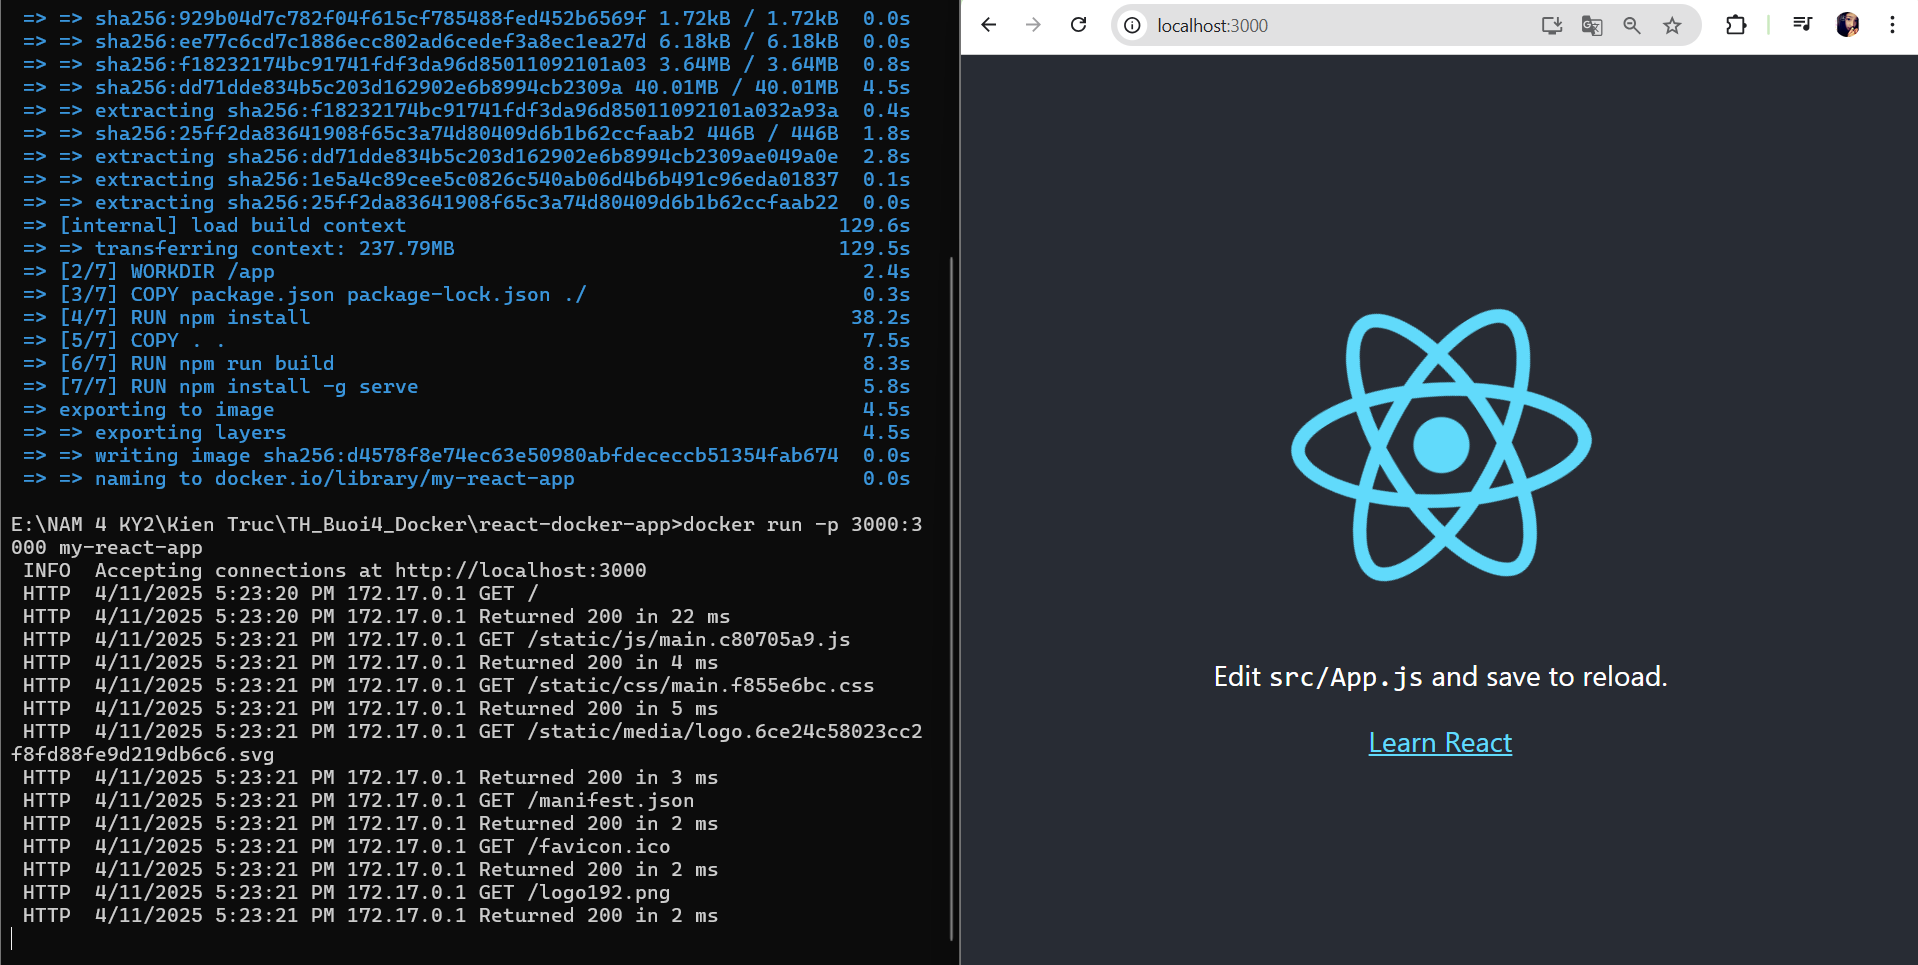 => => sha256:929b04d7c782f04f615cf785488fed452b6569f 1.72kB / 1.72kB  0.0s
=> => sha256:ee77c6cd7c1886ecc802ad6cedef3a8ec1ea27d 6.18kB / 6.18kB  0.0s
=> => sha256:f18232174bc91741fdf3da96d85011092101a03 3.64MB / 3.64MB  0.8s
=> => sha256:dd71dde834b5c203d162902e6b8994cb2309a 40.01MB / 40.01MB  4.5s
=> => extracting sha256:f18232174bc91741fdf3da96d85011092101a032a93a  0.4s
=> => sha256:25ff2da83641908f65c3a74d80409d6b1b62ccfaab2 446B / 446B  1.8s
=> => extracting sha256:dd71dde834b5c203d162902e6b8994cb2309ae049a0e  2.8s
=> => extracting sha256:1e5a4c89cee5c0826c540ab06d4b6b491c96eda01837  0.1s
=> => extracting sha256:25ff2da83641908f65c3a74d80409d6b1b62ccfaab22  0.0s
=> [internal] load build context  129.6s
=> => transferring context: 237.79MB  129.5s
=> [2/7] WORKDIR /app  2.4s
=> [3/7] COPY package.json package-lock.json ./  0.3s
=> [4/7] RUN npm install  38.2s
=> [5/7] COPY . .  7.5s
=> [6/7] RUN npm run build  8.3s
=> [7/7] RUN npm install -g serve  5.8s
=> exporting to image  4.5s
=> => exporting layers  4.5s
=> => writing image sha256:d4578f8e74ec63e50980abfdececcb51354fab674  0.0s
=> => naming to docker.io/library/my-react-app  0.0s
E:\NAM 4 KY2\Kien Truc\TH_Buoi4_Docker\react-docker-app>docker run -p 3000:3
000 my-react-app
INFO  Accepting connections at http://localhost:3000
HTTP  4/11/2025 5:23:20 PM 172.17.0.1 GET /
HTTP  4/11/2025 5:23:20 PM 172.17.0.1 Returned 200 in 22 ms
HTTP  4/11/2025 5:23:21 PM 172.17.0.1 GET /static/js/main.c80705a9.js
HTTP  4/11/2025 5:23:21 PM 172.17.0.1 Returned 200 in 4 ms
HTTP  4/11/2025 5:23:21 PM 172.17.0.1 GET /static/css/main.f855e6bc.css
HTTP  4/11/2025 5:23:21 PM 172.17.0.1 Returned 200 in 5 ms
HTTP  4/11/2025 5:23:21 PM 172.17.0.1 GET /static/media/logo.6ce24c58023cc2
f8fd88fe9d219db6c6.svg
HTTP  4/11/2025 5:23:21 PM 172.17.0.1 Returned 200 in 3 ms
HTTP  4/11/2025 5:23:21 PM 172.17.0.1 GET /manifest.json
HTTP  4/11/2025 5:23:21 PM 172.17.0.1 Returned 200 in 2 ms
HTTP  4/11/2025 5:23:21 PM 172.17.0.1 GET /favicon.ico
HTTP  4/11/2025 5:23:21 PM 172.17.0.1 Returned 200 in 2 ms
HTTP  4/11/2025 5:23:21 PM 172.17.0.1 GET /logo192.png
HTTP  4/11/2025 5:23:21 PM 172.17.0.1 Returned 200 in 2 ms
localhost:3000
Edit src/App.js and save to reload.
Learn React